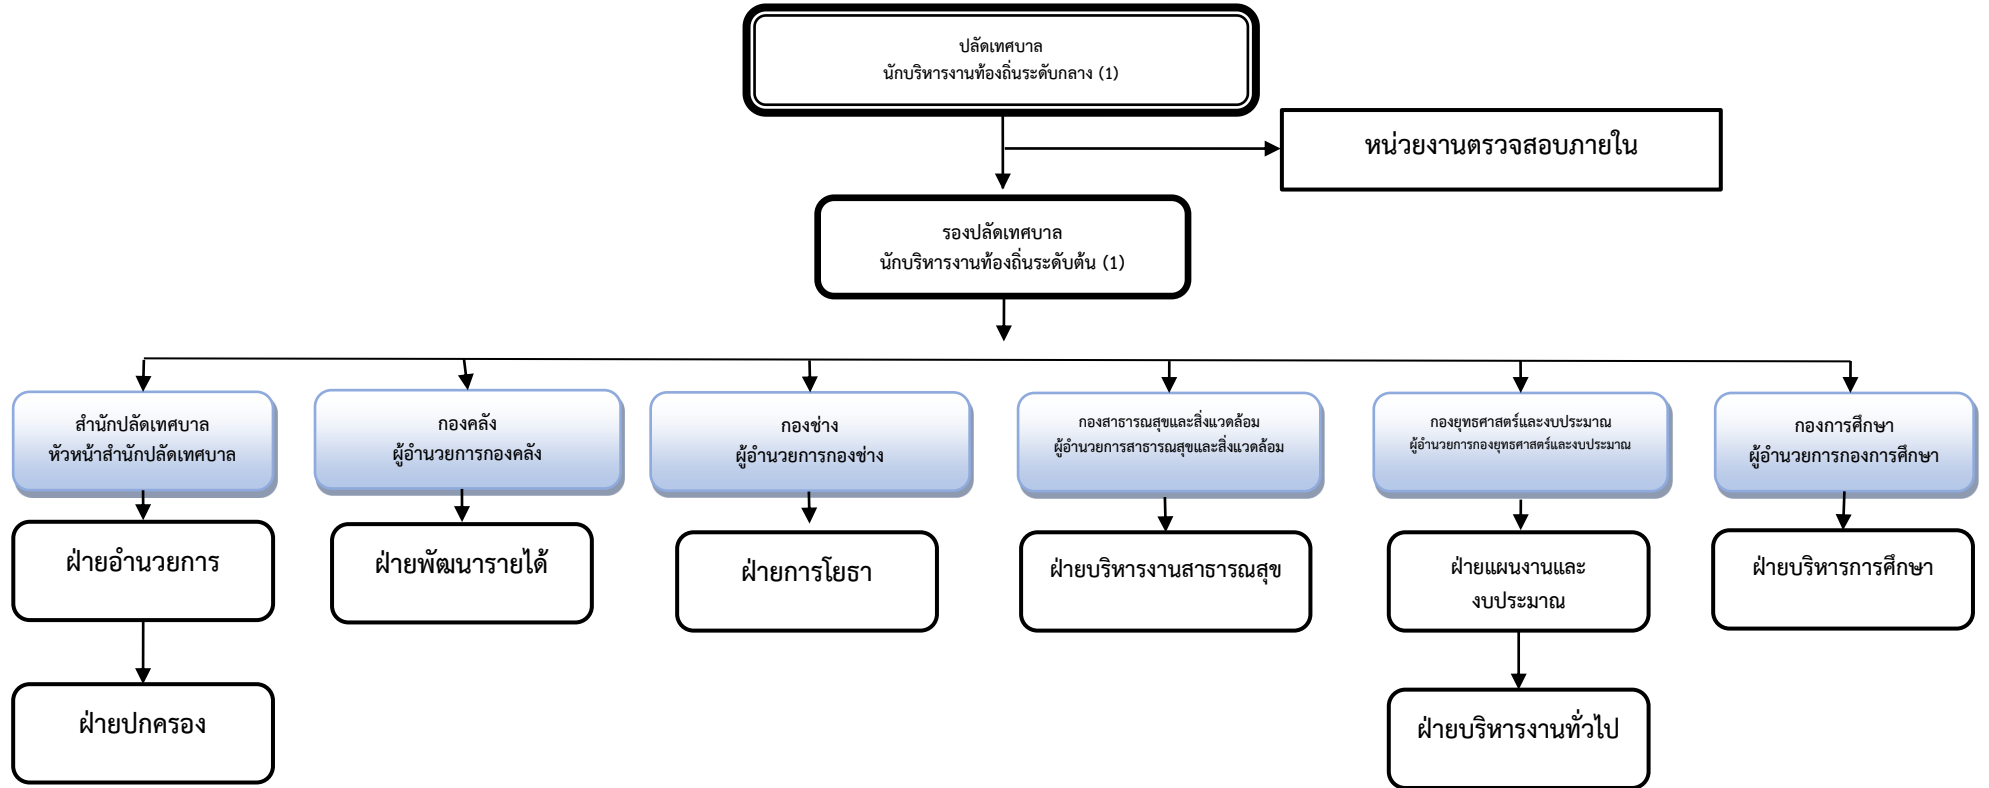 ปลัดเทศบาล
นักบริหารงานท้องถิ่นระดับกลาง (1)
หน่วยงานตรวจสอบภายใน
รองปลัดเทศบาล
นักบริหารงานท้องถิ่นระดับต้น (1)
สำนักปลัดเทศบาล
หัวหน้าสำนักปลัดเทศบาล
กองคลัง
ผู้อำนวยการกองคลัง
กองช่าง
ผู้อำนวยการกองช่าง
กองสาธารณสุขและสิ่งแวดล้อม
ผู้อำนวยการสาธารณสุขและสิ่งแวดล้อม
กองยุทธศาสตร์และงบประมาณ
ผู้อำนวยการกองยุทธศาสตร์และงบประมาณ
กองการศึกษา
ผู้อำนวยการกองการศึกษา
ฝ่ายอำนวยการ
ฝ่ายพัฒนารายได้
ฝ่ายการโยธา
ฝ่ายบริหารงานสาธารณสุข
ฝ่ายแผนงานและ
งบประมาณ
ฝ่ายบริหารการศึกษา
ฝ่ายปกครอง
ฝ่ายบริหารงานทั่วไป